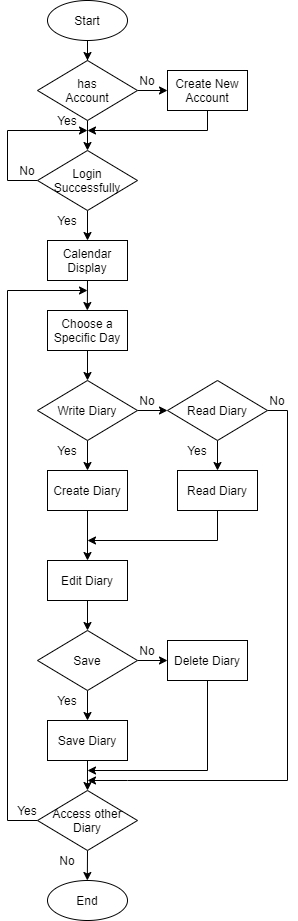 Start
has
Account
No
Create New
Account
Yes
No
Login
Successfully
Yes
Calendar
Display
Choose a
Specific Day
Write Diary
No
Read Diary
No
Yes
Yes
Create Diary
Read Diary
Edit Diary
Save
No
Delete Diary
Yes
Save Diary
Yes
Access other
Diary
No
End